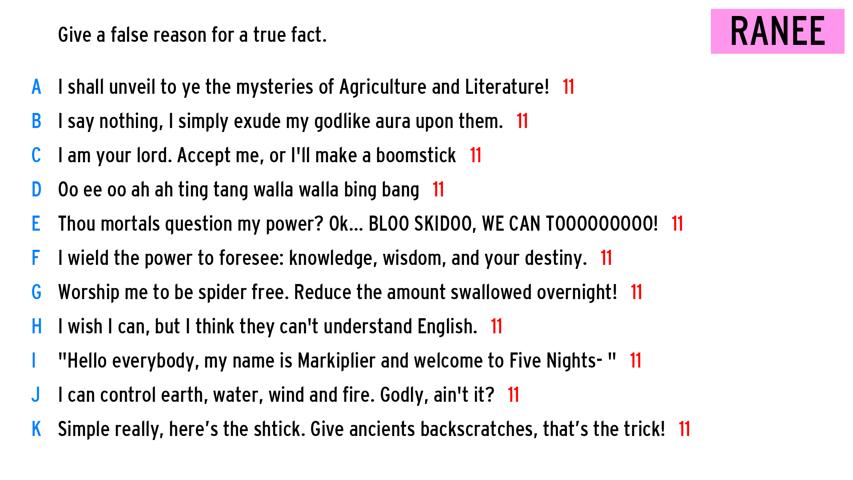 Give a false reason for a true fact.
RANEE
A I shall unveil to ye the mysteries of Agriculture and Literature! 11
B I say nothing, I simply exude my godlike aura upon them. 11
C I am your lord. Accept me, or I'll make a boomstick 11
D Oo ee oo ah ah ting tang walla walla bing bang 11
E Thou mortals question my power? Ok... BLOO SKIDOO, WE CAN TOOOOOOOOO! 11
F I wield the power to foresee: knowledge, wisdom, and your destiny. 11
G Worship me to be spider free. Reduce the amount swallowed overnight! 11
H I wish I can, but I think they can't understand English. 11
I "Hello everybody, my name is Markiplier and welcome to Five Nights- " 11
J I can control earth, water, wind and fire. Godly, ain't it? 11
K Simple really, here’s the shtick. Give ancients backscratches, that’s the trick! 11